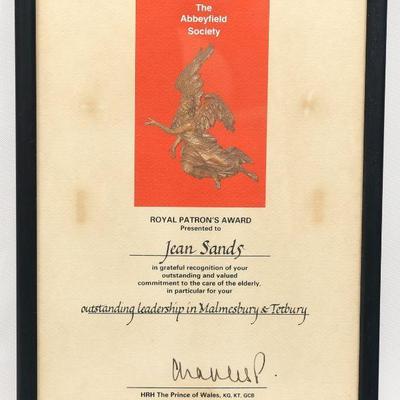 The
Abbeyfield
Society
ROYAL PATRON'S AWARD
Presented to
Jean Sands
in grateful recognition of your
outstanding and valued
commitment to the care of the elderly,
in particular for your
outstanding leadership in Malmesbury & Tetbury
Charles P.
HRH The Prince of Wales, KG, KT, GCB